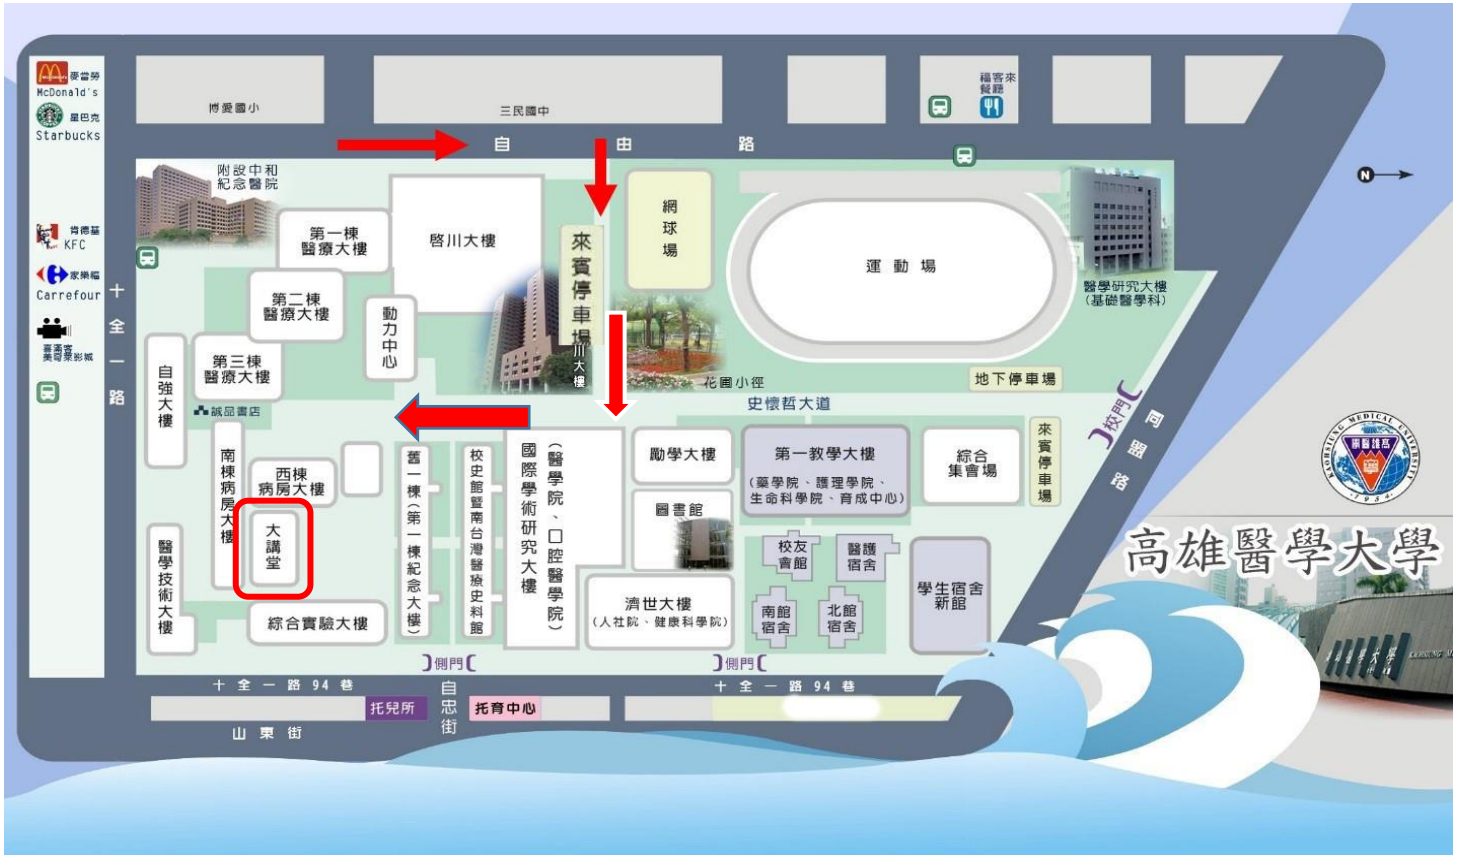 麥當勞
McDonald's
星巴克
Starbucks
肯德基
KFC
家樂福
Carrefour
喜滿客
美奇萊影城
十全一路
博愛國小
三民國中
自由路
福客來
餐廳
N
附設中和
紀念醫院
第一棟
醫療大樓
啓川大樓
來賓停車場
川大樓
網球場
運動場
醫學研究大樓
(基礎醫學科)
第二棟
醫療大樓
動力中心
第三棟
醫療大樓
誠品書店
自強大樓
花園小徑
地下停車場
史懷哲大道
校門
同盟路
南棟病房大樓
西棟
病房大樓
大講堂
舊一棟(第一棟紀念大樓)
校史館暨南台灣醫療史料館
國際學術研究大樓
(醫學院、口腔醫學院)
勵學大樓
圖書館
第一教學大樓
(藥學院、護理學院、
生命科學院、育成中心)
綜合
集會場
來賓停車場
醫學技術大樓
綜合實驗大樓
濟世大樓
(人社院、健康科學院)
校友
會館
醫護
宿舍
南館
宿舍
北館
宿舍
學生宿舍
新館
側門
側門
十全一路94巷
十全一路94巷
托兒所
自忠街
托育中心
山東街
KAOHSIUNG MEDICAL UNIVERSITY
1954
高雄醫學大學